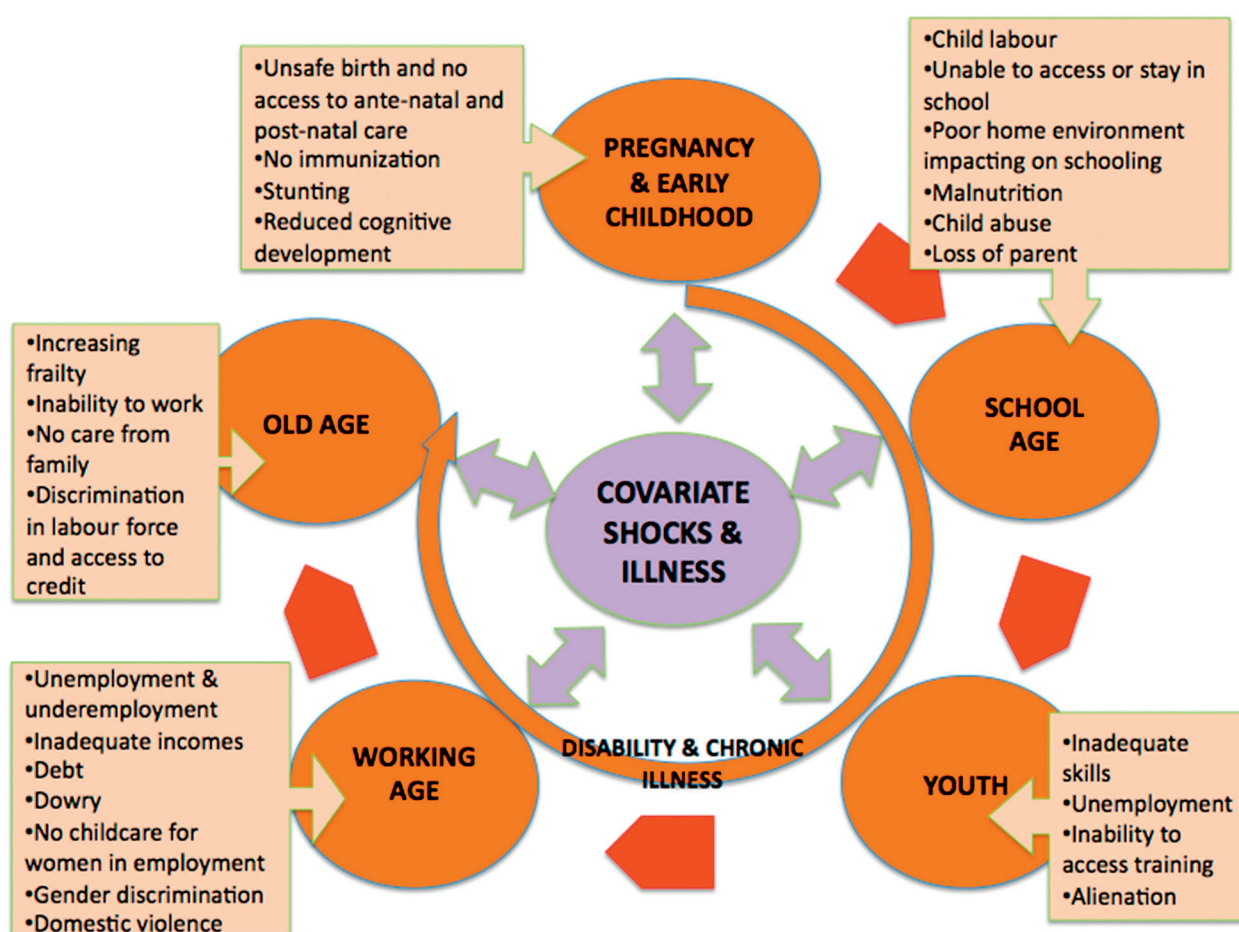 •Unsafe birth and no
access to ante-natal and
post-natal care
•No immunization
•Stunting
•Reduced cognitive
development
PREGNANCY
& EARLY
CHILDHOOD
•Child labour
•Unable to access or stay in
school
•Poor home environment
impacting on schooling
•Malnutrition
•Child abuse
•Loss of parent
•Increasing
frailty
•Inability to work
•No care from
family
•Discrimination
in labour force
and access to
credit
OLD AGE
SCHOOL
AGE
COVARIATE
SHOCKS &
ILLNESS
•Unemployment &
underemployment
•Inadequate incomes
•Debt
•Dowry
•No childcare for
women in employment
•Gender discrimination
•Domestic violence
WORKING
AGE
DISABILITY & CHRONIC
ILLNESS
YOUTH
•Inadequate
skills
•Unemployment
•Inability to
access training
•Alienation